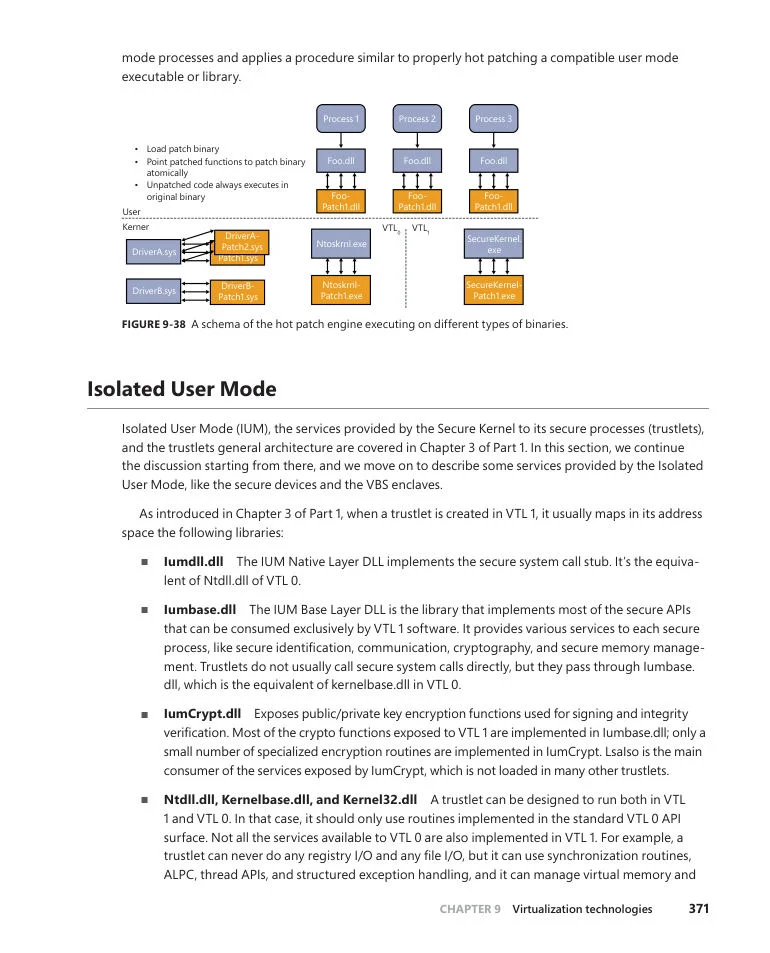 mode processes and applies a procedure similar to properly hot patching a compatible user mode
executable or library.
Process 1
Process 2
Process 3
• Load patch binary
• Point patched functions to patch binary
atomically
• Unpatched code always executes in
original binary
Foo.dll
Foo.dll
Foo.dll
Foo-
Patch1.dll
Foo-
Patch1.dll
Foo-
Patch1.dll
User
Kerner
VTL0
VTL1
DriverA.sys
DriverA-
Patch2.sys
Patch1.sys
Ntoskrnl.exe
SecureKernel.
exe
DriverB.sys
DriverB-
Patch1.sys
Ntoskrnl-
Patch1.exe
SecureKernel-
Patch1.exe
FIGURE 9-38 A schema of the hot patch engine executing on different types of binaries.
Isolated User Mode
Isolated User Mode (IUM), the services provided by the Secure Kernel to its secure processes (trustlets),
and the trustlets general architecture are covered in Chapter 3 of Part 1. In this section, we continue
the discussion starting from there, and we move on to describe some services provided by the Isolated
User Mode, like the secure devices and the VBS enclaves.
As introduced in Chapter 3 of Part 1, when a trustlet is created in VTL 1, it usually maps in its address
space the following libraries:
■ Iumdll.dll The IUM Native Layer DLL implements the secure system call stub. It's the equiva-
lent of Ntdll.dll of VTL 0.
■ Iumbase.dll The IUM Base Layer DLL is the library that implements most of the secure APIs
that can be consumed exclusively by VTL 1 software. It provides various services to each secure
process, like secure identification, communication, cryptography, and secure memory manage-
ment. Trustlets do not usually call secure system calls directly, but they pass through Iumbase.
dll, which is the equivalent of kernelbase.dll in VTL 0.
■ IumCrypt.dll Exposes public/private key encryption functions used for signing and integrity
verification. Most of the crypto functions exposed to VTL 1 are implemented in Iumbase.dll; only a
small number of specialized encryption routines are implemented in IumCrypt. LsaIso is the main
consumer of the services exposed by IumCrypt, which is not loaded in many other trustlets.
■ Ntdll.dll, Kernelbase.dll, and Kernel32.dll A trustlet can be designed to run both in VTL
1 and VTL 0. In that case, it should only use routines implemented in the standard VTL 0 API
surface. Not all the services available to VTL 0 are also implemented in VTL 1. For example, a
trustlet can never do any registry I/O and any file I/O, but it can use synchronization routines,
ALPC, thread APIs, and structured exception handling, and it can manage virtual memory and
CHAPTER 9 Virtualization technologies 371